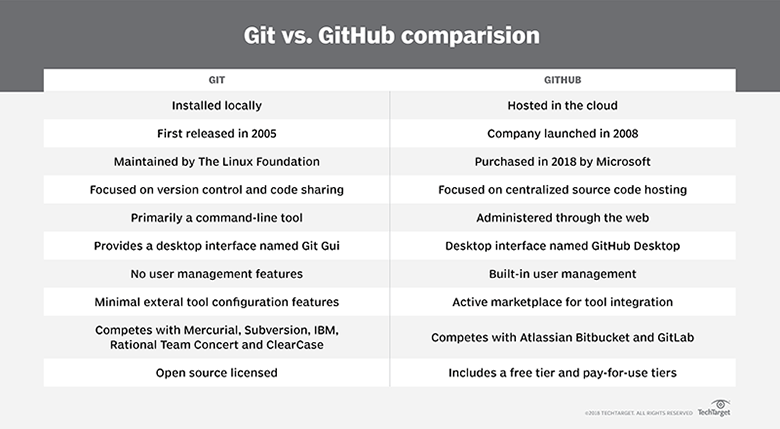 Git vs. GitHub comparision
GIT
GITHUB
Installed locally
Hosted in the cloud
First released in 2005
Company launched in 2008
Maintained by The Linux Foundation
Purchased in 2018 by Microsoft
Focused on version control and code sharing
Focused on centralized source code hosting
Primarily a command-line tool
Administered through the web
Provides a desktop interface named Git Gui
Desktop interface named GitHub Desktop
No user management features
Built-in user management
Minimal exteral tool configuration features
Active marketplace for tool integration
Competes with Mercurial, Subversion, IBM,
Rational Team Concert and ClearCase
Competes with Atlassian Bitbucket and GitLab
Open source licensed
Includes a free tier and pay-for-use tiers
©2018 TECHTARGET. ALL RIGHTS RESERVED
TechTarget